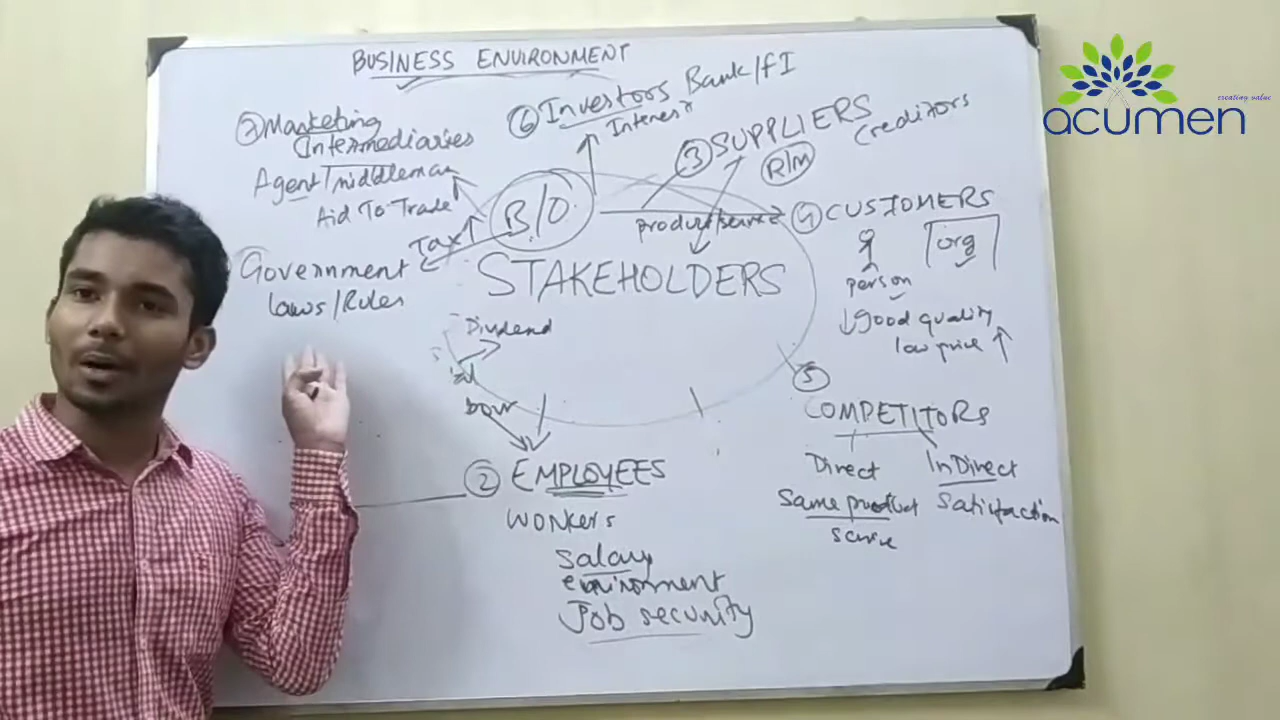 BUSINESS ENVIRONMENT
⑦ Marketing
Intermediaries
Agent/middleman
Aid To Trade
⑥ Investors Bank/FI
Interest
③ SUPPLIERS
R/M
Creditors
B/O
Tax
product/service
④ CUSTOMERS
person
org
good quality
low price
Government
laws/Rules
STAKEHOLDERS
Dividend
⑤
COMPETITORS
Direct
InDirect
Same product
Satisfaction
② EMPLOYEES
workers
salary
environment
Job security
creating value
acumen